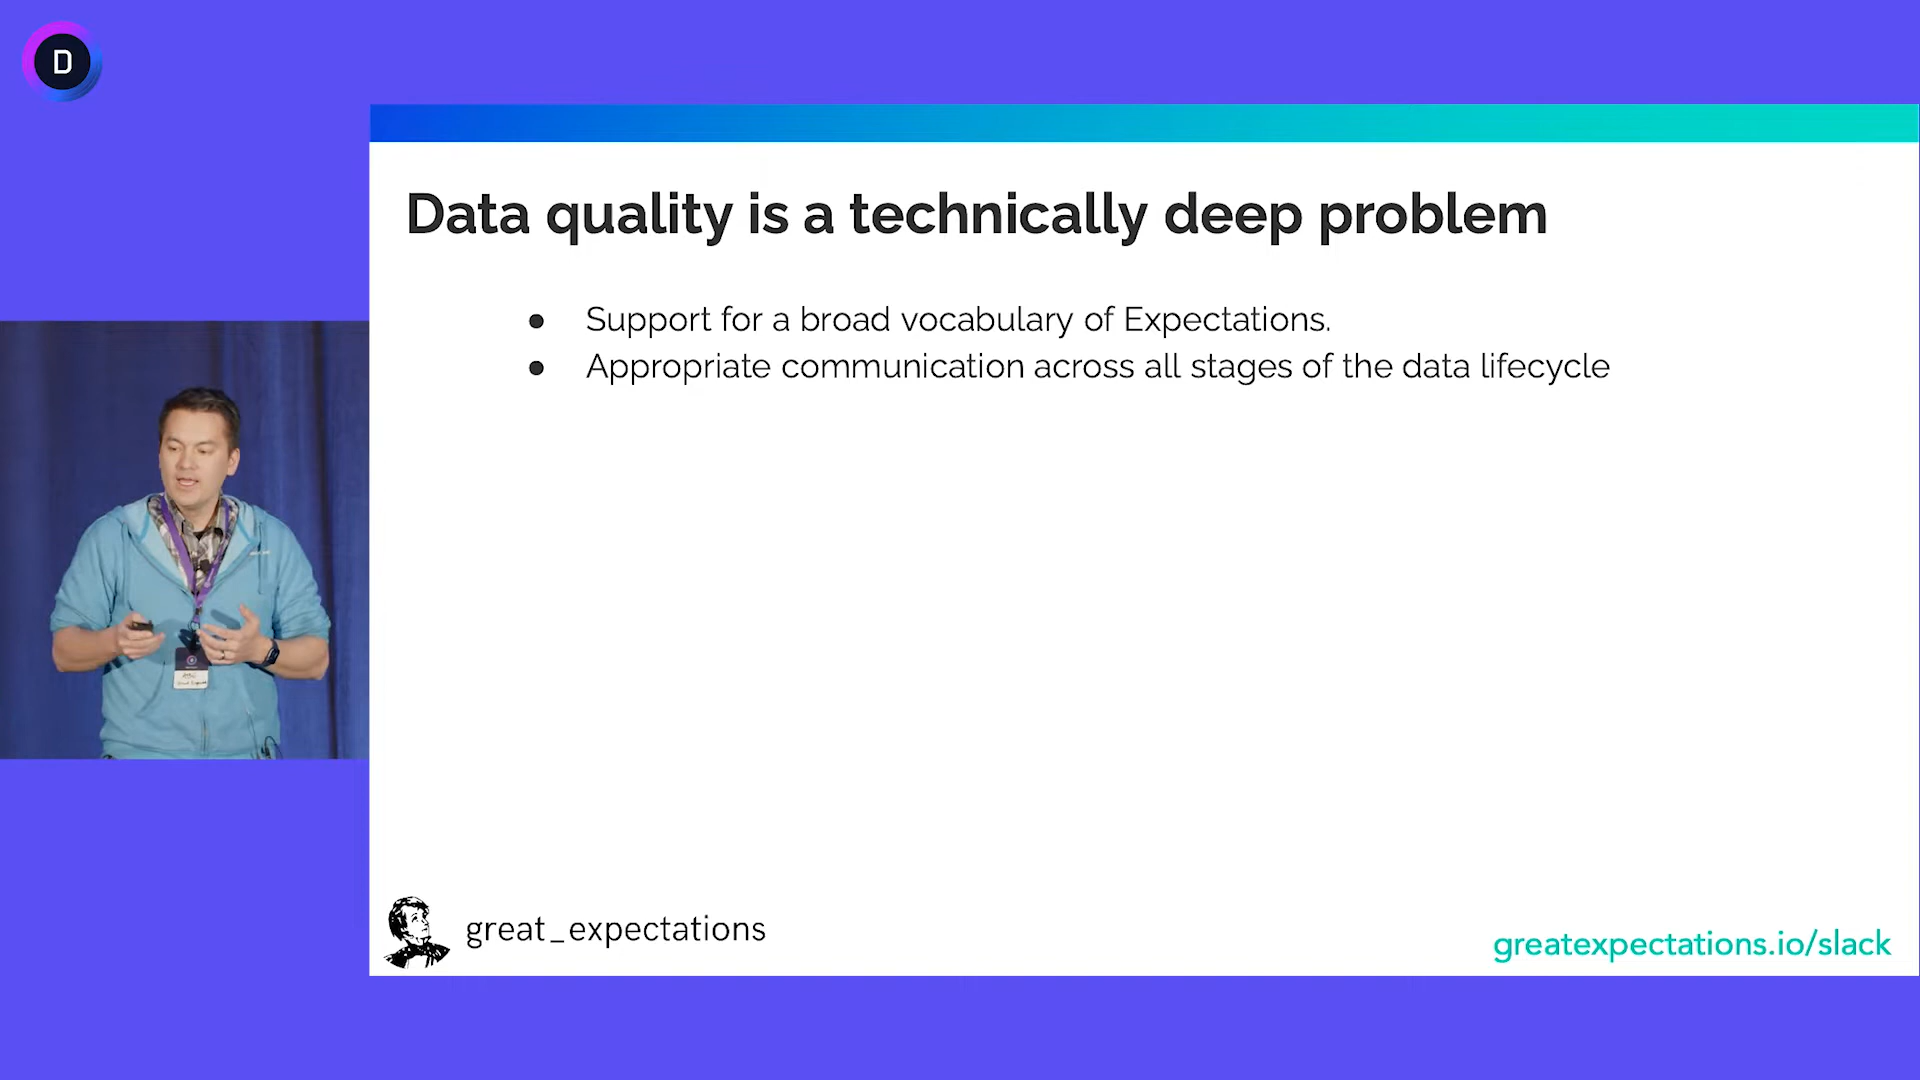 D
Data quality is a technically deep problem
● Support for a broad vocabulary of Expectations.
● Appropriate communication across all stages of the data lifecycle
great_expectations
greatexpectations.io/slack